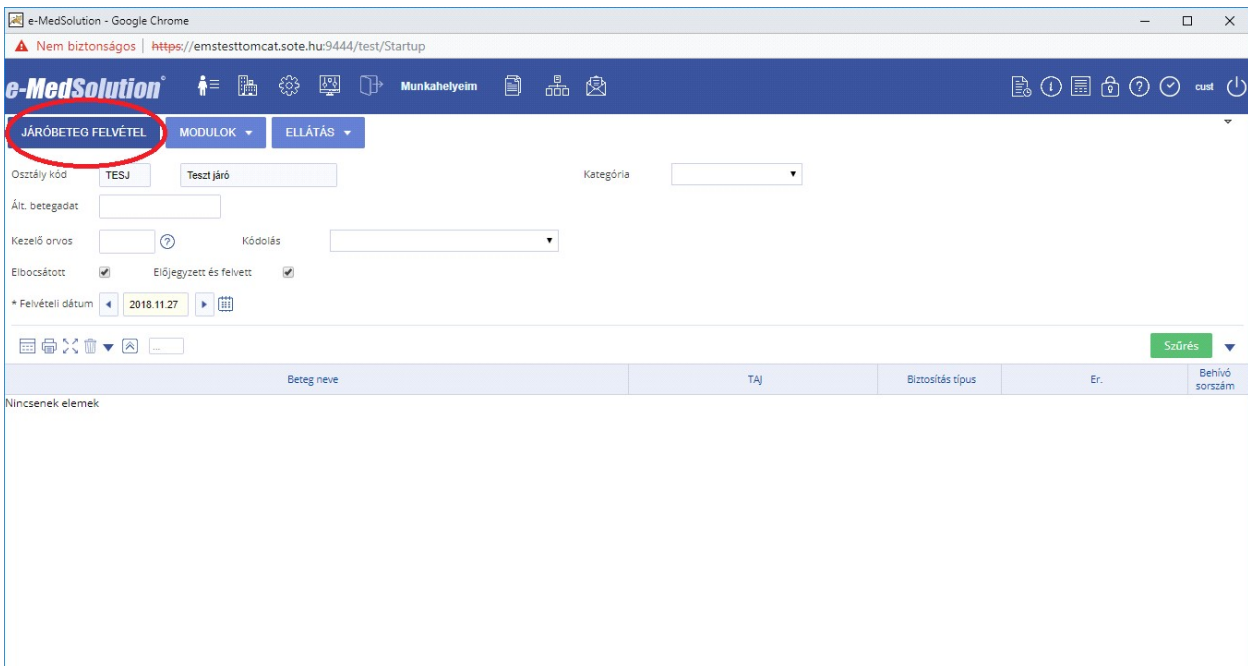 e-MedSolution - Google Chrome
Nem biztonságos | https://emstesttomcat.sote.hu:9444/test/Startup
e-MedSolution Munkahelyeim cust
JÁRÓBETEG FELVÉTEL MODULOK ELLÁTÁS
Osztály kód TESJ Teszt járó Kategória
Ált. betegadat
Kezelő orvos Kódolás
Elbocsátott Előjegyzett és felvett
* Felvételi dátum 2018.11.27
... Szűrés
Beteg neve TAJ Biztosítás típus Er. Behívó sorszám
Nincsenek elemek